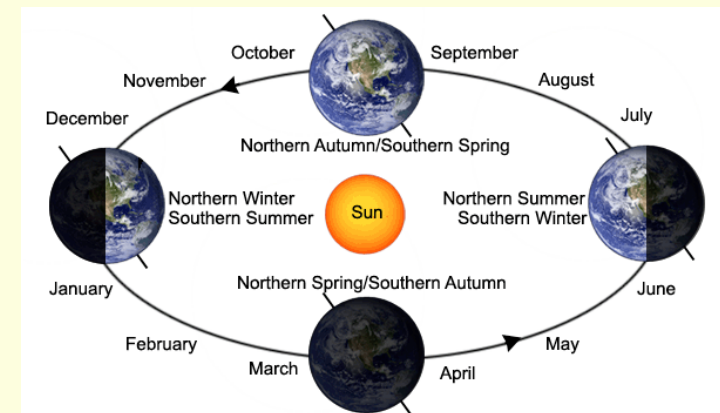 October
September
November
August
December
July
Northern Autumn/Southern Spring
Northern Winter
Southern Summer
Sun
Northern Summer
Southern Winter
Northern Spring/Southern Autumn
January
June
February
May
March
April